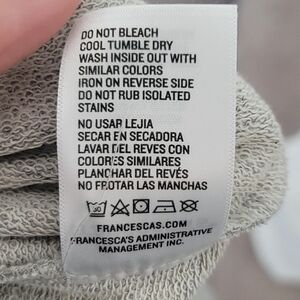 DO NOT BLEACH
COOL TUMBLE DRY
WASH INSIDE OUT WITH
SIMILAR COLORS
IRON ON REVERSE SIDE
DO NOT RUB ISOLATED
STAINS
NO USAR LEJIA
SECAR EN SECADORA
LAVAR DEL REVES CON
COLORES SIMILARES
PLANCHAR DEL REVÉS
NO FROTAR LAS MANCHAS
30
FRANCESCAS.COM
FRANCESCA'S ADMINISTRATIVE
MANAGEMENT INC.